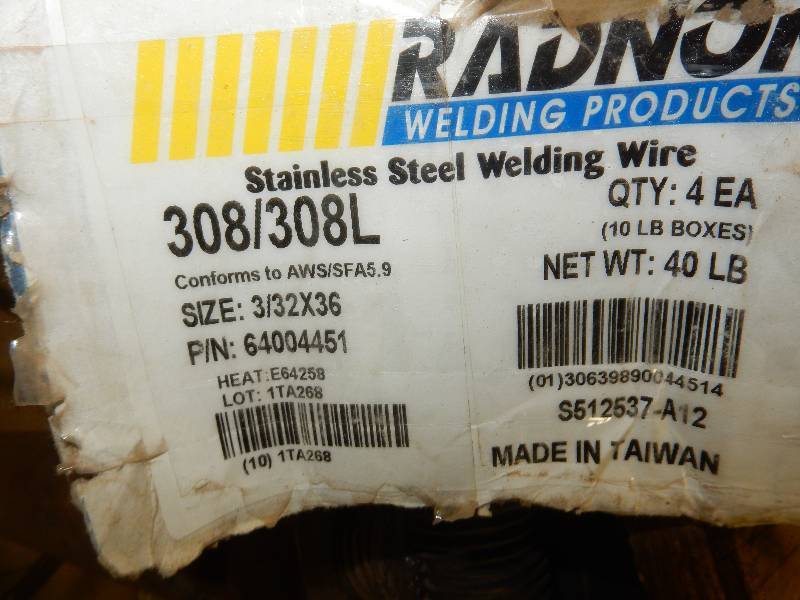 RADNOR
WELDING PRODUCTS
Stainless Steel Welding Wire
308/308L
Conforms to AWS/SFA5.9
SIZE: 3/32X36
P/N: 64004451
HEAT:E64258
LOT: 1TA268
(10) 1TA268
QTY: 4 EA
(10 LB BOXES)
NET WT: 40 LB
(01)30639890044514
S512537-A12
MADE IN TAIWAN